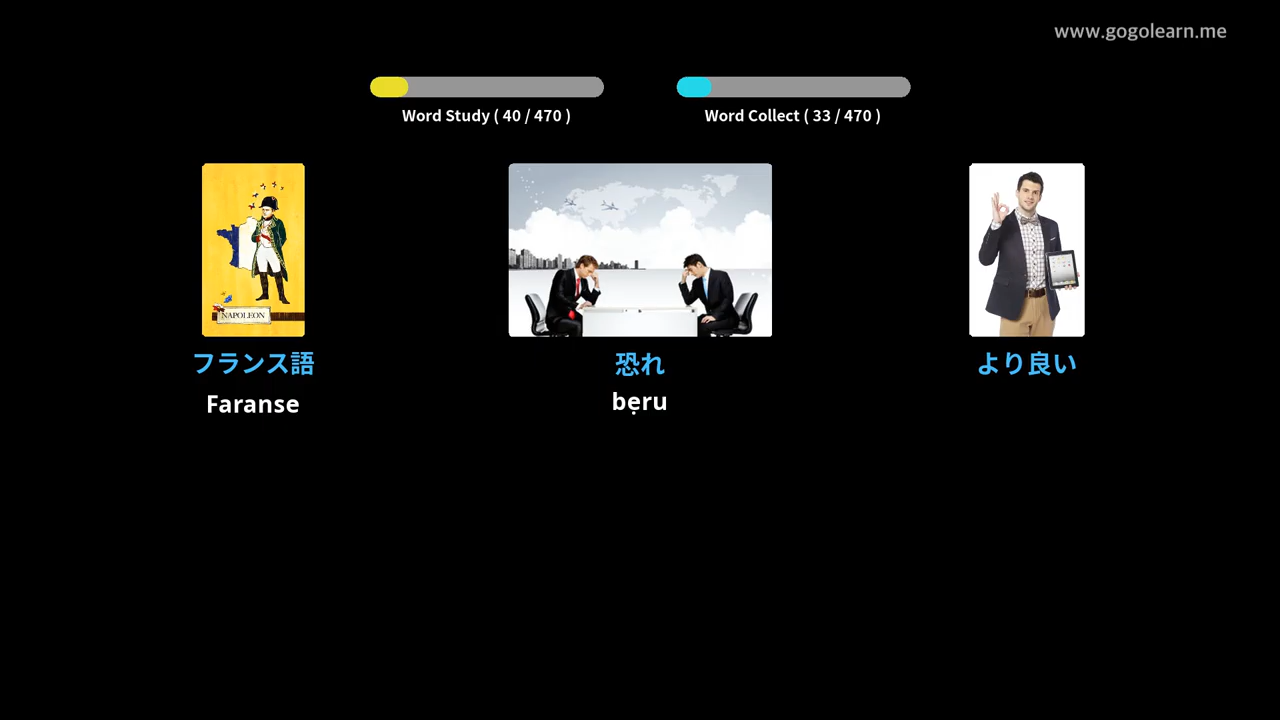 www.gogolearn.me
Word Study ( 40 / 470 )
Word Collect ( 33 / 470 )
NAPOLEON
フランス語
恐れ
より良い
Faranse
bẹru